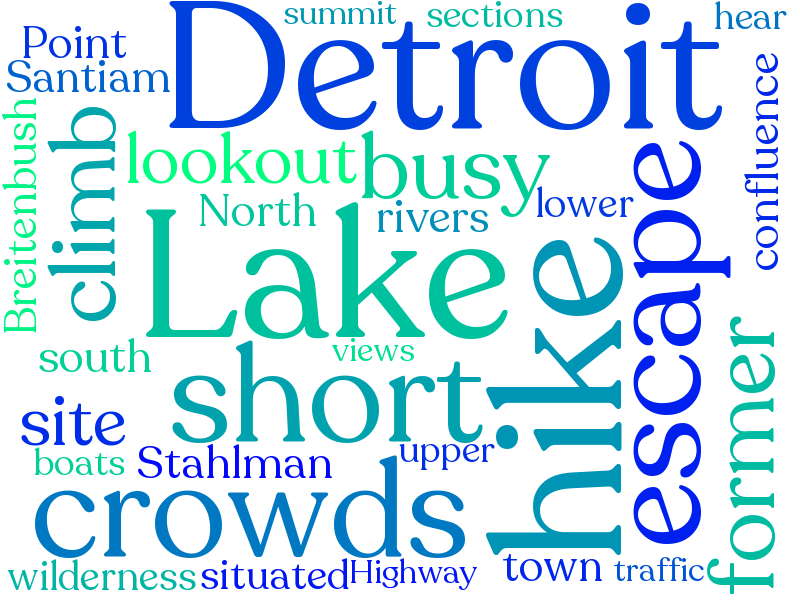 summit
sections
hear
Detroit
Point
Santiam
confluence
Breitenbush
climb
lookout
busy
escape
North
rivers
lower
Lake
hike
south
views
short
former
site
boats
Stahlman
upper
crowds
wilderness
situated
Highway
town
traffic